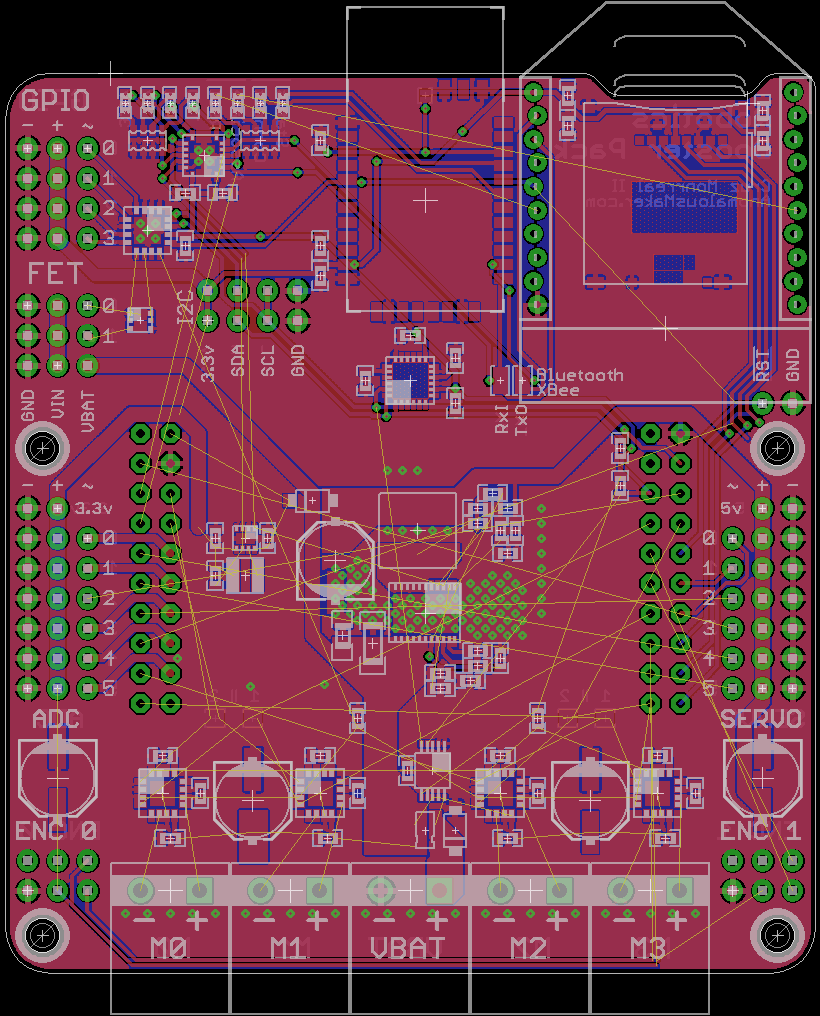 GPIO
- + ~
0
1
2
3
FET
0
1
I2C
3.3v
SDA
SCL
GND
GND
VIN
VBAT
RxI
TxO
Bluetooth
XBee
RST
GND
- + ~
3.3v
0
1
2
3
4
5
ADC
~ + -
5v
0
1
2
3
4
5
SERVO
ENC 0
ENC 1
- +
- +
- +
- +
- +
M0
M1
VBAT
M2
M3